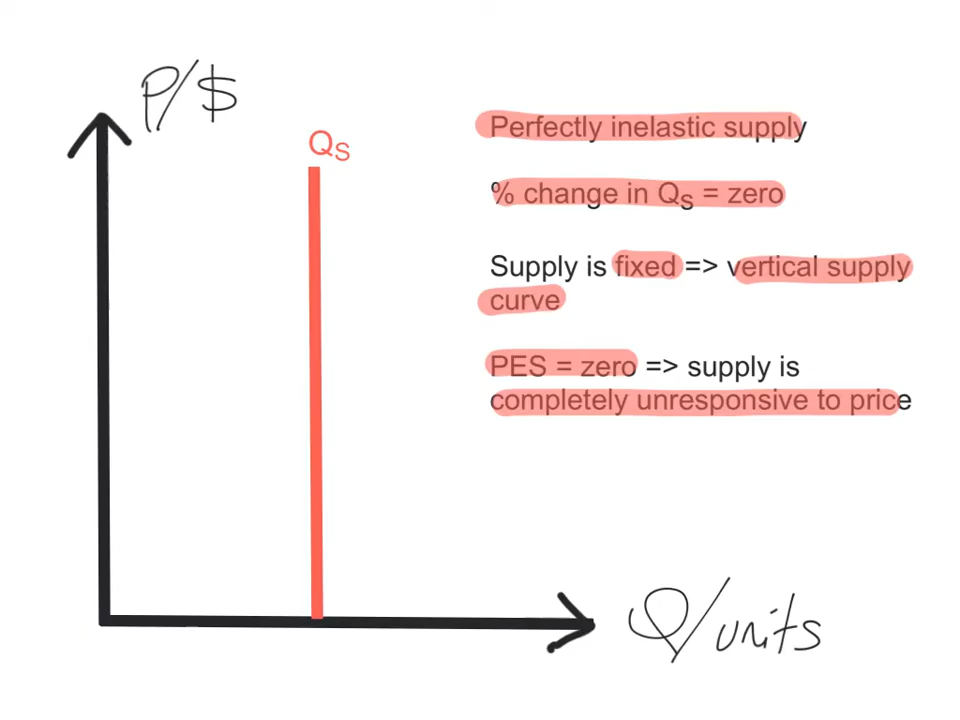 P/$
Qs
Perfectly inelastic supply
% change in Qs = zero
Supply is fixed => vertical supply
curve
PES = zero => supply is
completely unresponsive to price
Q/units